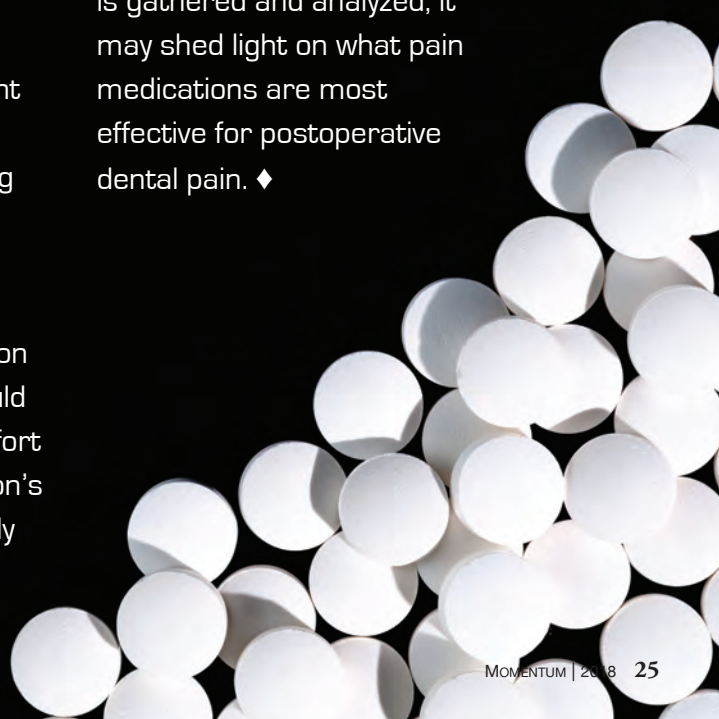 nt
g
on
uld
fort
on's
ly
is gathered and analyzed, it
may shed light on what pain
medications are most
effective for postoperative
dental pain. ♦
Momentum | 2018 25